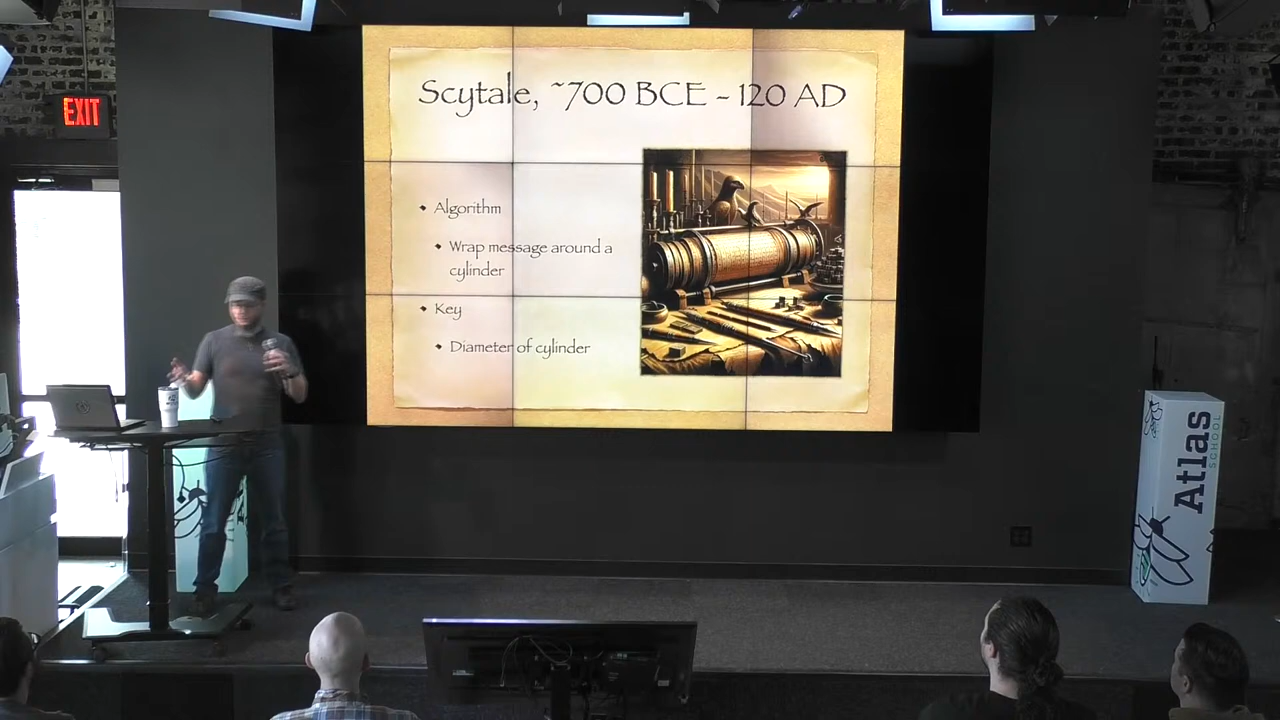 EXIT
Scytale, ~700 BCE - 120 AD
• Algorithm
• Wrap message around a
cylinder
• Key
• Diameter of cylinder
Atlas
SCHOOL